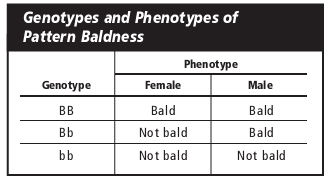 Genotypes and Phenotypes of
Pattern Baldness
Phenotype
Genotype Female Male
BB Bald Bald
Bb Not bald Bald
bb Not bald Not bald